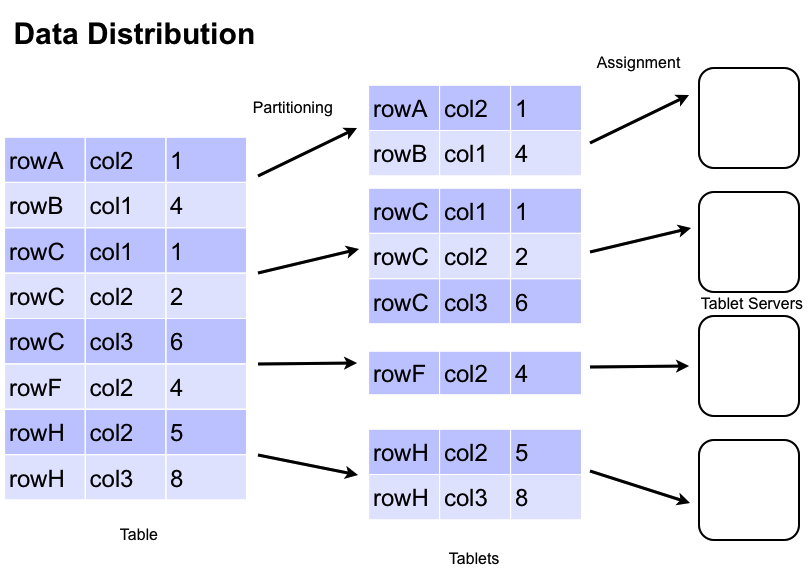 Data Distribution
Partitioning
Assignment
rowA col2 1
rowB col1 4
rowC col1 1
rowC col2 2
rowC col3 6
rowF col2 4
rowH col2 5
rowH col3 8
Table
rowA col2 1
rowB col1 4
rowC col1 1
rowC col2 2
rowC col3 6
rowF col2 4
rowH col2 5
rowH col3 8
Tablets
Tablet Servers